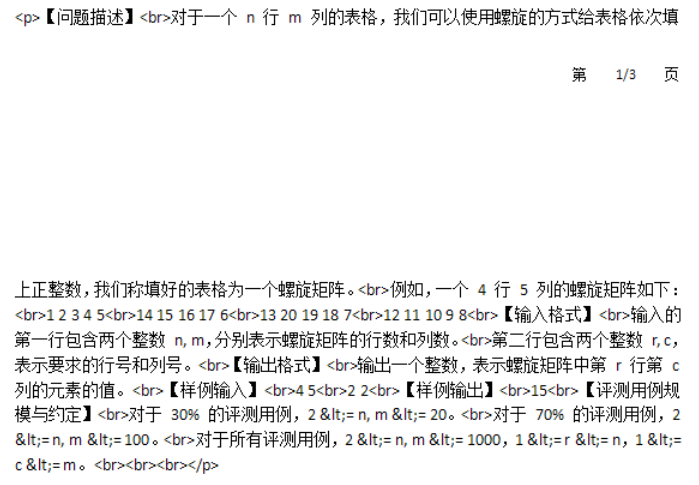 <p>【问题描述】<br>对于一个 n 行 m 列的表格，我们可以使用螺旋的方式给表格依次填
第 1/3 页
上正整数，我们称填好的表格为一个螺旋矩阵。<br>例如，一个 4 行 5 列的螺旋矩阵如下：
<br>1 2 3 4 5<br>14 15 16 17 6<br>13 20 19 18 7<br>12 11 10 9 8<br>【输入格式】<br>输入的
第一行包含两个整数 n, m，分别表示螺旋矩阵的行数和列数。<br>第二行包含两个整数 r, c，
表示要求的行号和列号。<br>【输出格式】<br>输出一个整数，表示螺旋矩阵中第 r 行第 c
列的元素的值。<br>【样例输入】<br>4 5<br>2 2<br>【样例输出】<br>15<br>【评测用例规
模与约定】<br>对于 30% 的评测用例，2 &lt;= n, m &lt;= 20。<br>对于 70% 的评测用例，2
&lt;= n, m &lt;= 100。<br>对于所有评测用例，2 &lt;= n, m &lt;= 1000，1 &lt;= r &lt;= n，1 &lt;=
c &lt;= m。<br><br><br></p>